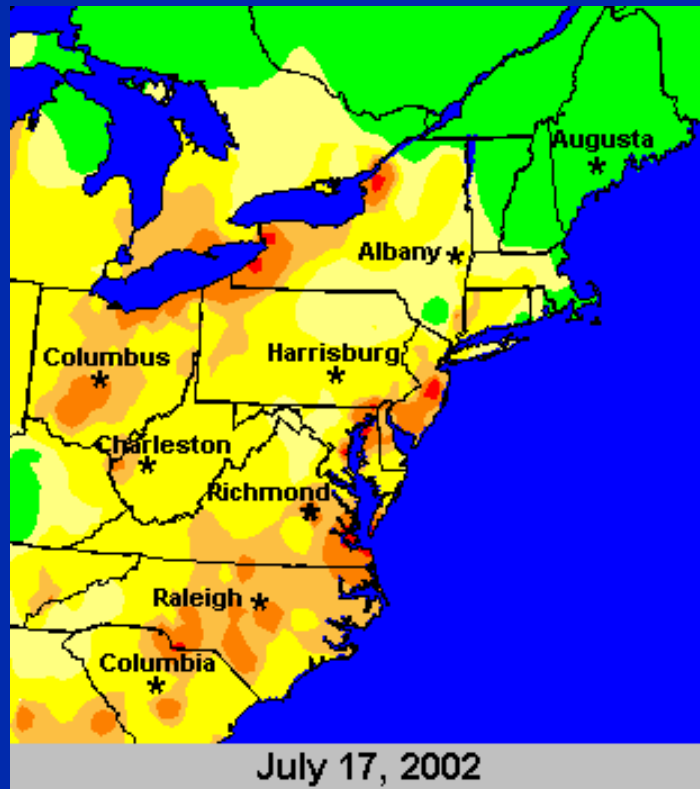 Augusta
Albany
Harrisburg
Columbus
Charleston
Richmond
Raleigh
Columbia
July 17, 2002